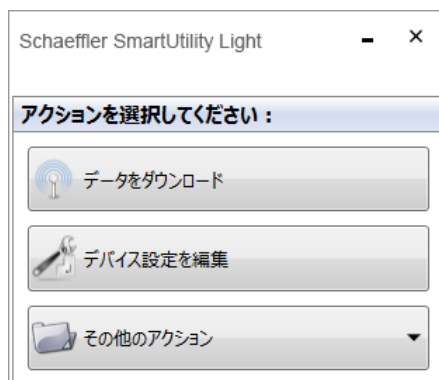 Schaeffler SmartUtility Light
アクションを選択してください：
データをダウンロード
デバイス設定を編集
その他のアクション